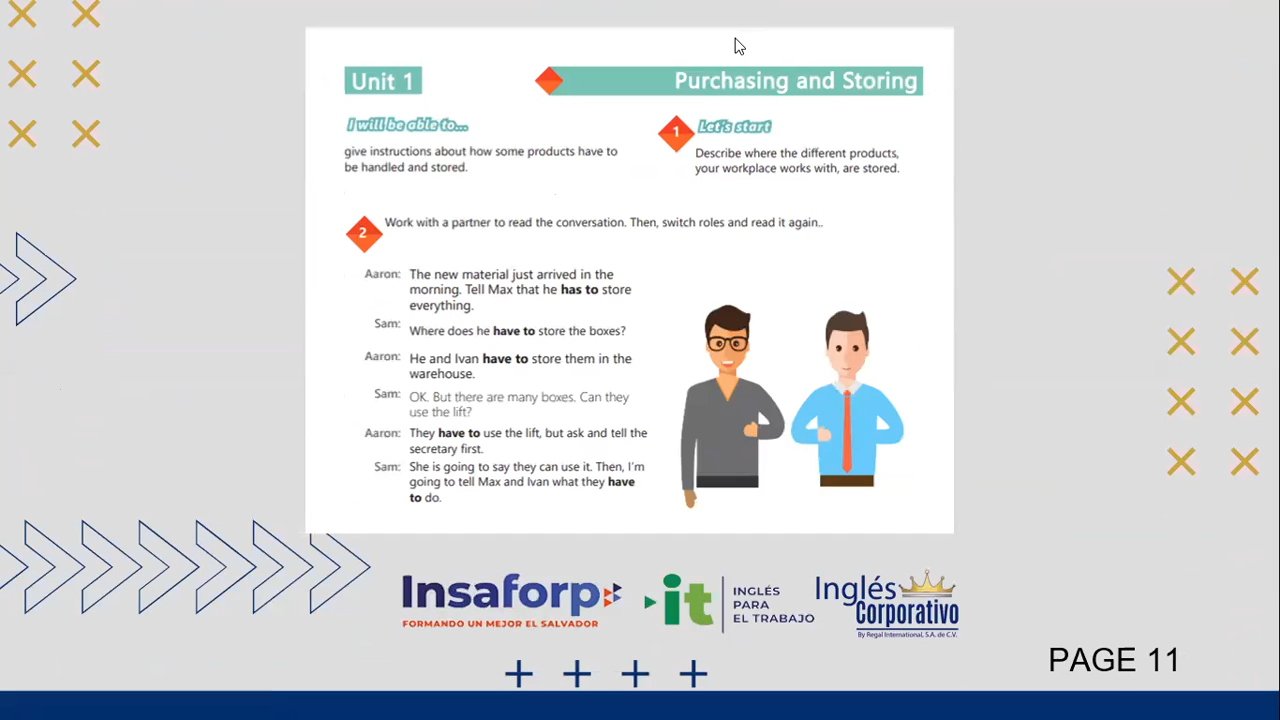 Unit 1
Purchasing and Storing
I will be able to...
give instructions about how some products have to
be handled and stored.
1
Let's start
Describe where the different products,
your workplace works with, are stored.
2
Work with a partner to read the conversation. Then, switch roles and read it again..
Aaron: The new material just arrived in the
morning. Tell Max that he has to store
everything.
Sam: Where does he have to store the boxes?
Aaron: He and Ivan have to store them in the
warehouse.
Sam: OK. But there are many boxes. Can they
use the lift?
Aaron: They have to use the lift, but ask and tell the
secretary first.
Sam: She is going to say they can use it. Then, I'm
going to tell Max and Ivan what they have
to do.
Insaforp
FORMANDO UN MEJOR EL SALVADOR
it
INGLÉS
PARA
EL TRABAJO
Inglés
Corporativo
By Regal International, S.A. de C.V.
PAGE 11